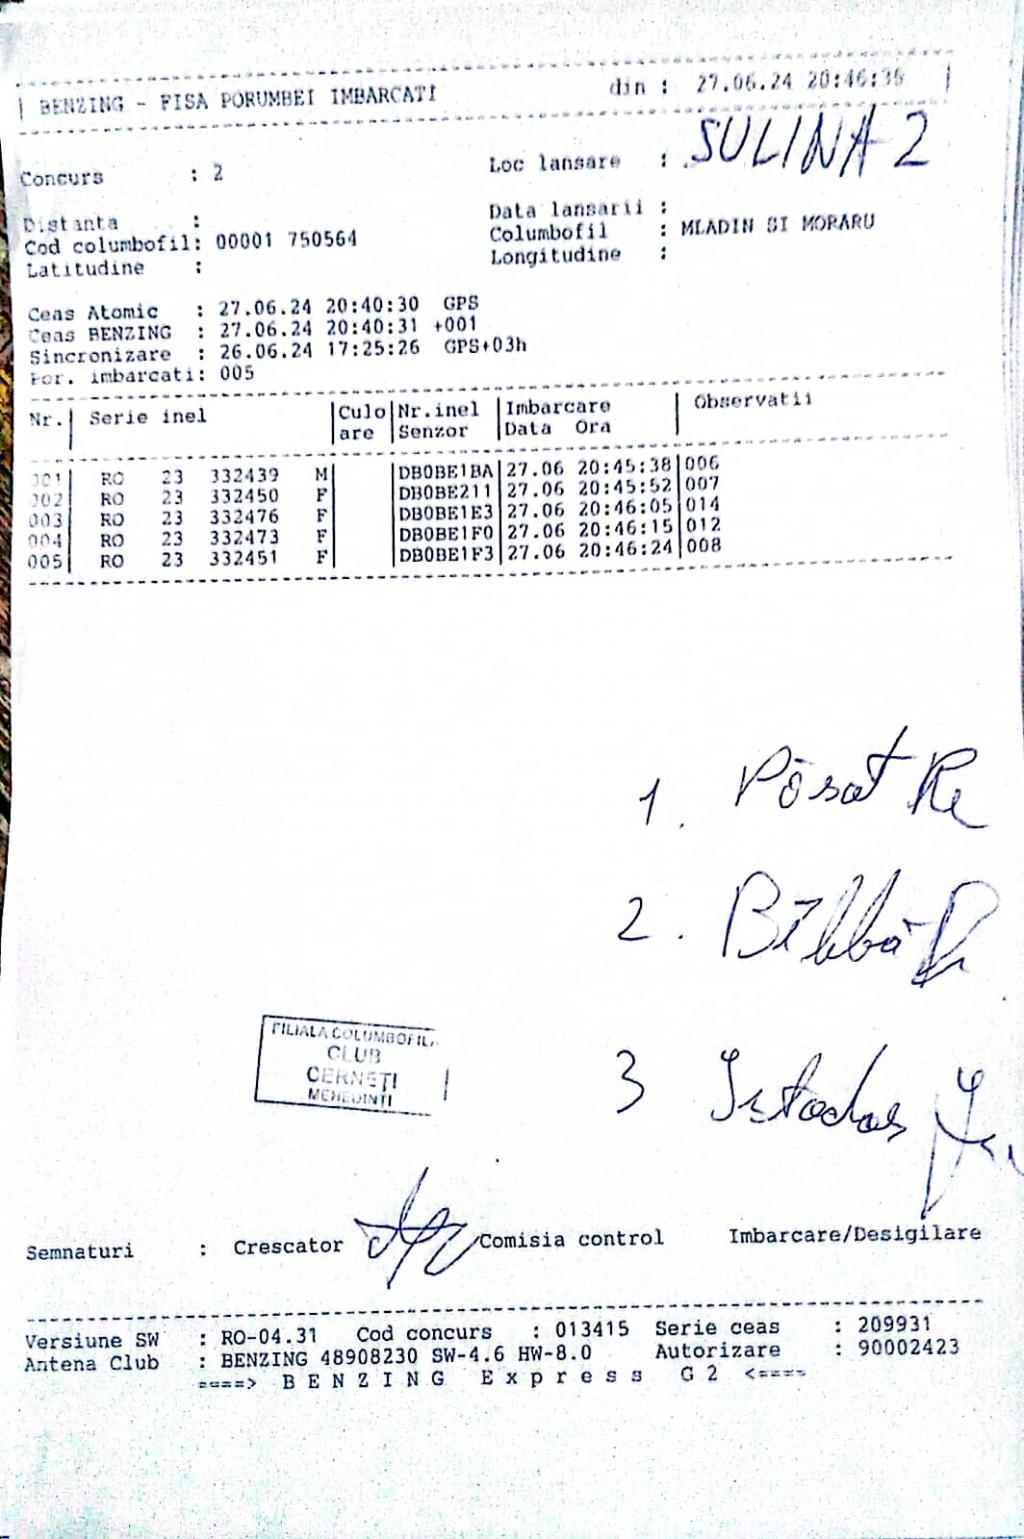 BENZING - FISA PORUMBEI IMBARCATI din : 27.06.24 20:46:36
Concurs : 2 Loc lansare : SULINA 2
Distanta : Data lansarii :
Cod columbofil: 00001 750564 Columbofil : MLADIN SI MORARU
Latitudine : Longitudine :
Ceas Atomic : 27.06.24 20:40:30 GPS
Ceas BENZING : 27.06.24 20:40:31 +001
Sincronizare : 26.06.24 17:25:26 GPS+03h
Por. imbarcati: 005
Nr.| Serie inel |Culo|Nr.inel |Imbarcare | Observatii
are |Senzor |Data Ora
001| RO 23 332439 M| |DB0BE1BA|27.06 20:45:38|006
002| RO 23 332450 F| |DB0BE211|27.06 20:45:52|007
003| RO 23 332476 F| |DB0BE1E3|27.06 20:46:05|014
004| RO 23 332473 F| |DB0BE1F0|27.06 20:46:15|012
005| RO 23 332451 F| |DB0BE1F3|27.06 20:46:24|008
1.
2.
3
FILIALA COLUMBOFILA
CLUB
CERNEȚI
MEHEDINȚI
Semnaturi : Crescator Comisia control Imbarcare/Desigilare
Versiune SW : RO-04.31 Cod concurs : 013415 Serie ceas : 209931
Antena Club : BENZING 48908230 SW-4.6 HW-8.0 Autorizare : 90002423
====> B E N Z I N G E x p r e s s G 2 <====